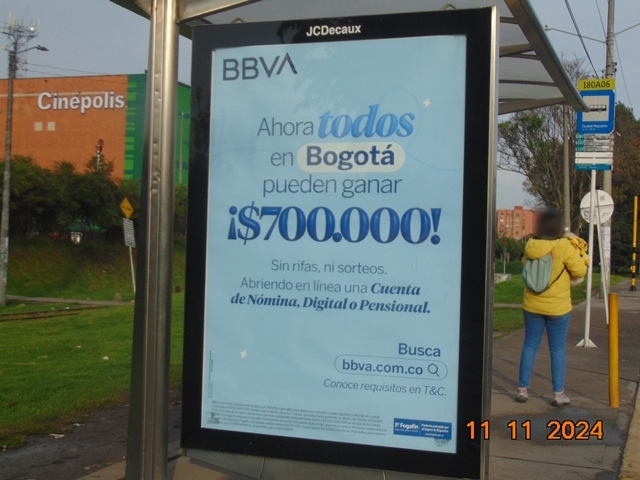 JCDecaux
BBVA
Ahora todos
en Bogotá
pueden ganar
¡$700.000!
Sin rifas, ni sorteos.
Abriendo en línea una Cuenta
de Nómina, Digital o Pensional.
Busca
bbva.com.co
Conoce requisitos en T&C.
Fogafín
Cinépolis
180A06
11 11 2024